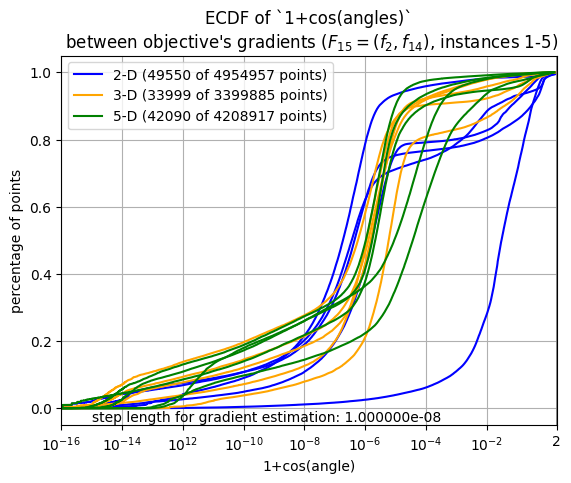 ECDF of `1+cos(angles)`
between objective's gradients (F₁₅ = (f₂, f₁₄), instances 1-5)
2-D (49550 of 4954957 points)
3-D (33999 of 3399885 points)
5-D (42090 of 4208917 points)
1.0
0.8
0.6
0.4
0.2
0.0
percentage of points
step length for gradient estimation: 1.000000e-08
10⁻¹⁶ 10⁻¹⁴ 10⁻¹² 10⁻¹⁰ 10⁻⁸ 10⁻⁶ 10⁻⁴ 10⁻² 2
1+cos(angle)